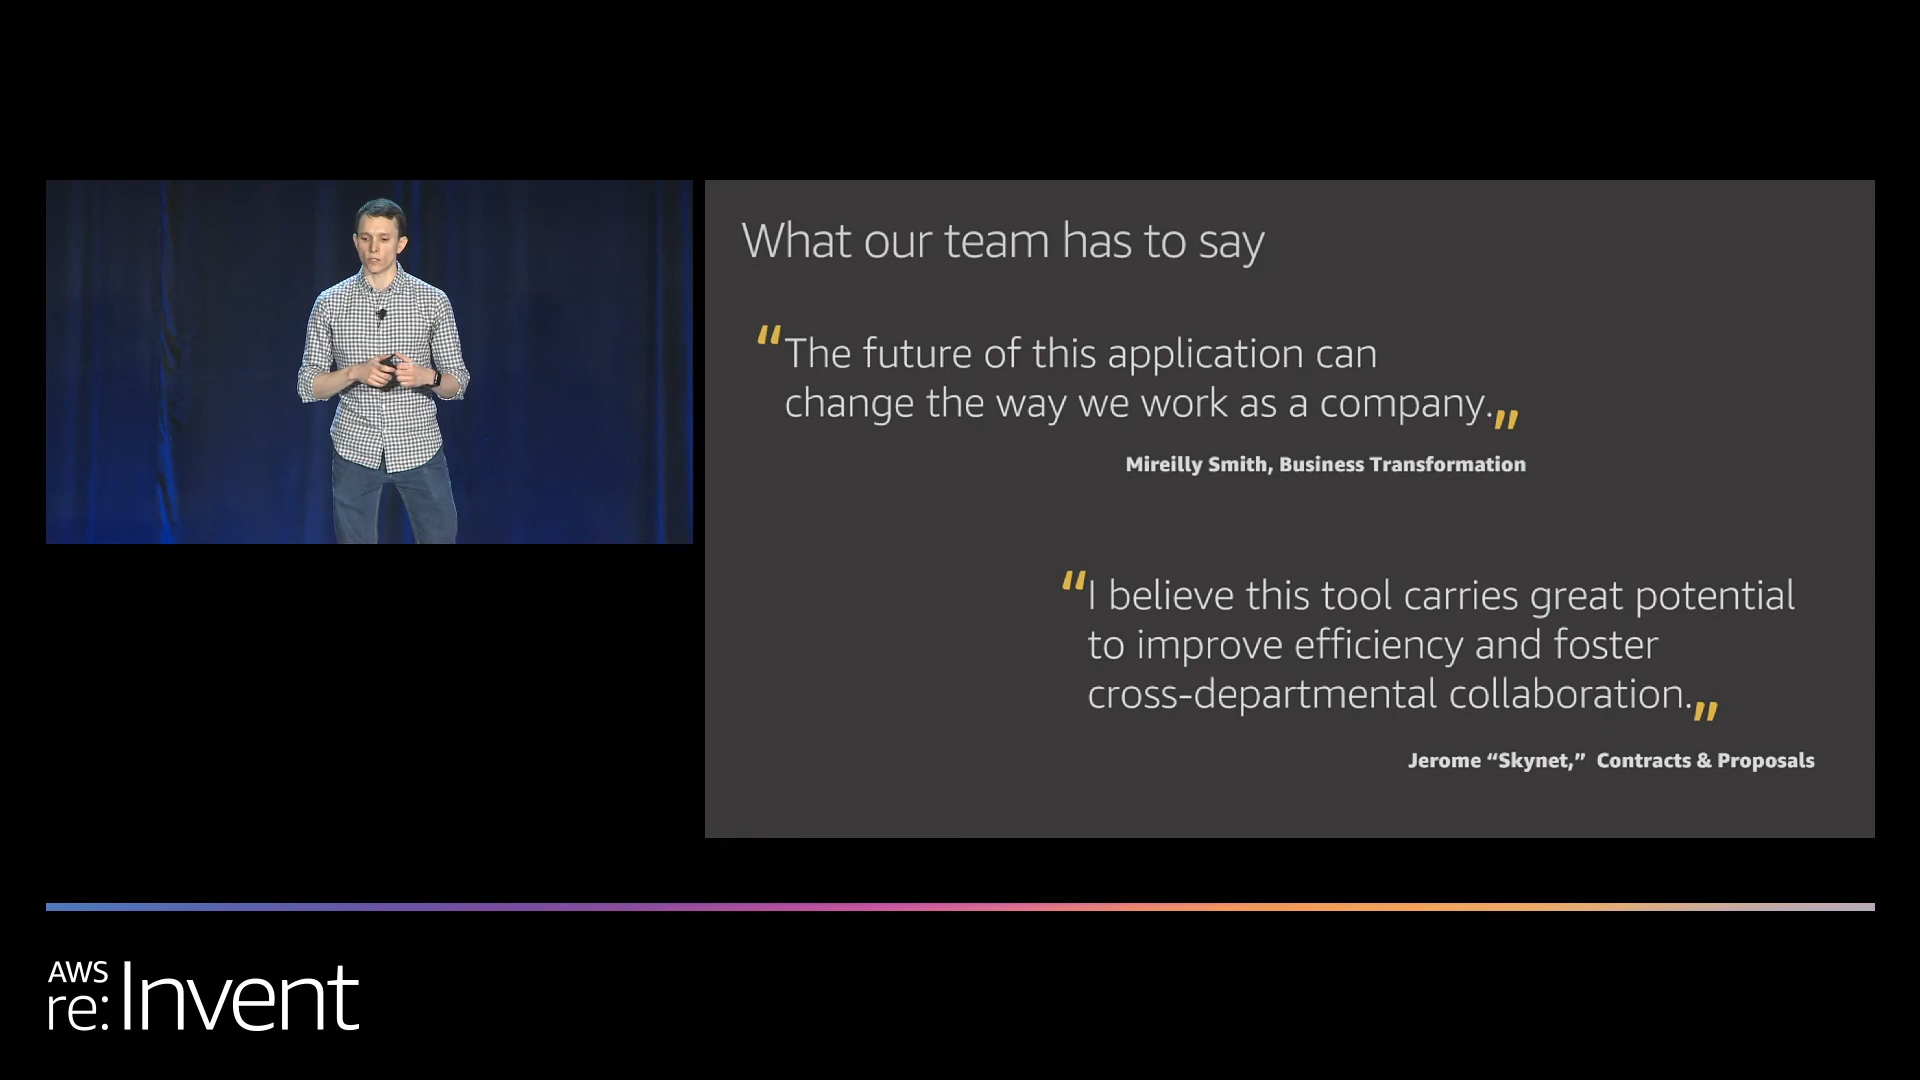 What our team has to say
“The future of this application can
change the way we work as a company.”
Mireilly Smith, Business Transformation
“I believe this tool carries great potential
to improve efficiency and foster
cross-departmental collaboration.”
Jerome “Skynet,” Contracts & Proposals
AWS
re:Invent